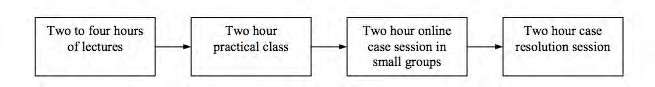 Two to four hours
of lectures
Two hour
practical class
Two hour online
case session in
small groups
Two hour case
resolution session